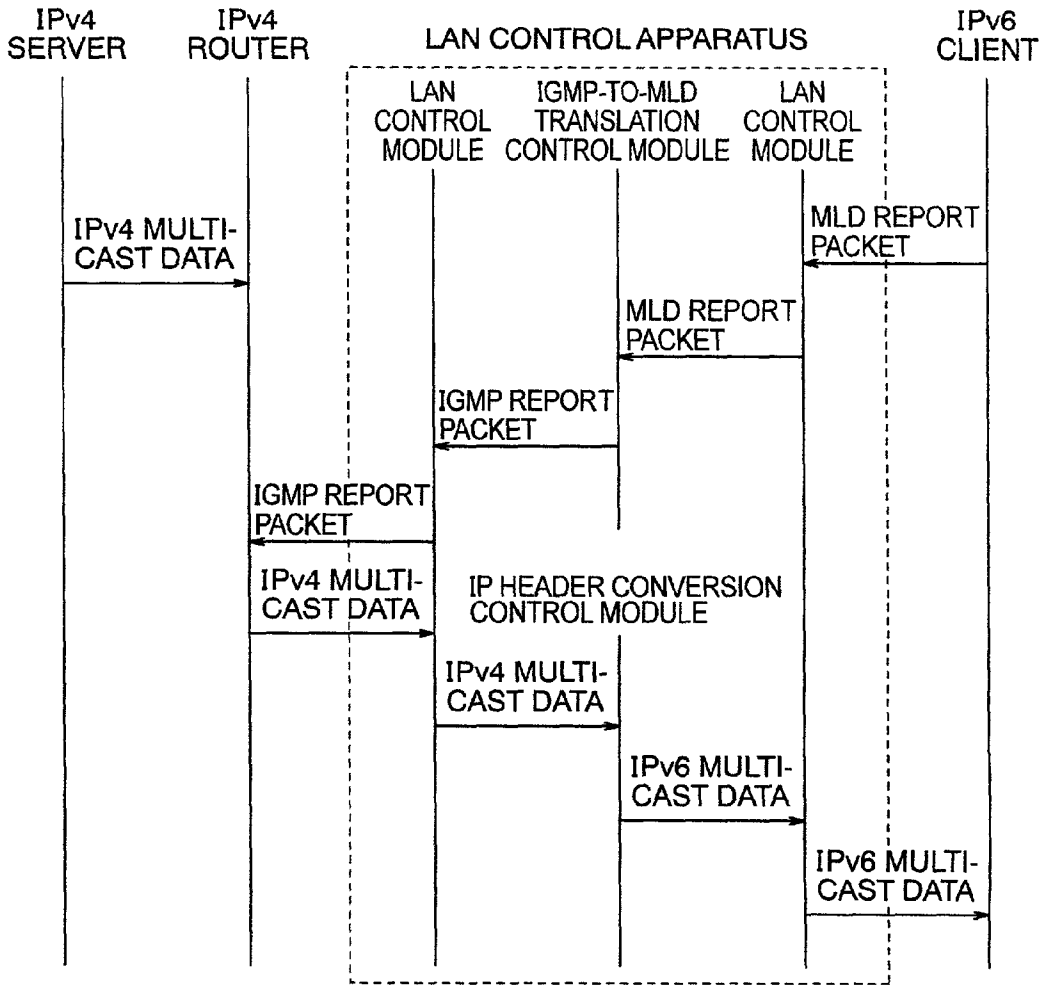 IPv4
SERVER
IPv4
ROUTER
LAN CONTROL APPARATUS
IPv6
CLIENT
LAN
CONTROL
MODULE
IGMP-TO-MLD
TRANSLATION
CONTROL MODULE
LAN
CONTROL
MODULE
IPv4 MULTI-
CAST DATA
MLD REPORT
PACKET
MLD REPORT
PACKET
IGMP REPORT
PACKET
IGMP REPORT
PACKET
IPv4 MULTI-
CAST DATA
IP HEADER CONVERSION
CONTROL MODULE
IPv4 MULTI-
CAST DATA
IPv6 MULTI-
CAST DATA
IPv6 MULTI-
CAST DATA